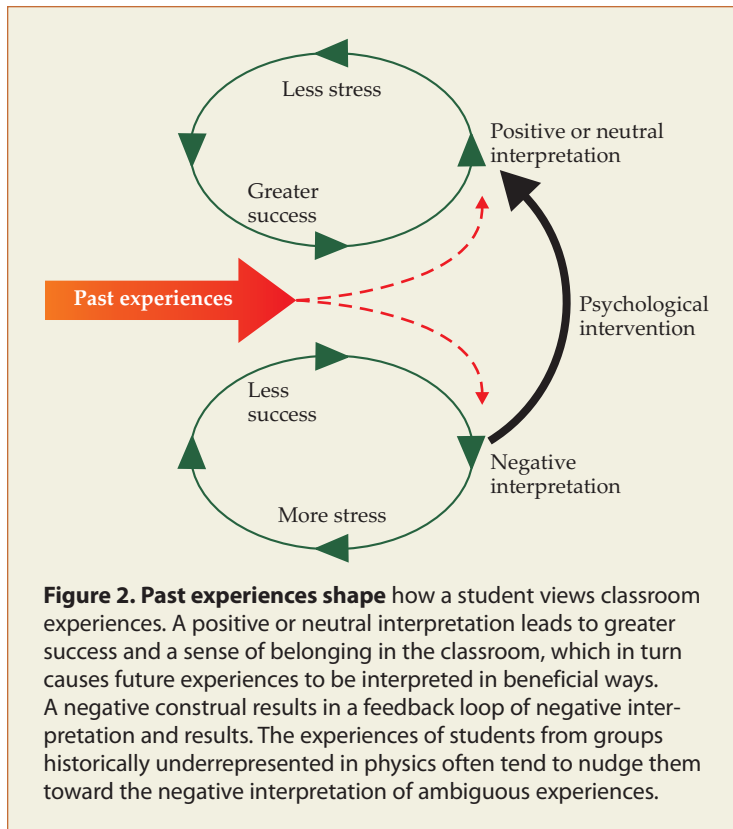 Less stress
Positive or neutral
interpretation
Greater
success
Past experiences
Psychological
intervention
Less
success
Negative
interpretation
More stress
Figure 2. Past experiences shape how a student views classroom
experiences. A positive or neutral interpretation leads to greater
success and a sense of belonging in the classroom, which in turn
causes future experiences to be interpreted in beneficial ways.
A negative construal results in a feedback loop of negative inter-
pretation and results. The experiences of students from groups
historically underrepresented in physics often tend to nudge them
toward the negative interpretation of ambiguous experiences.